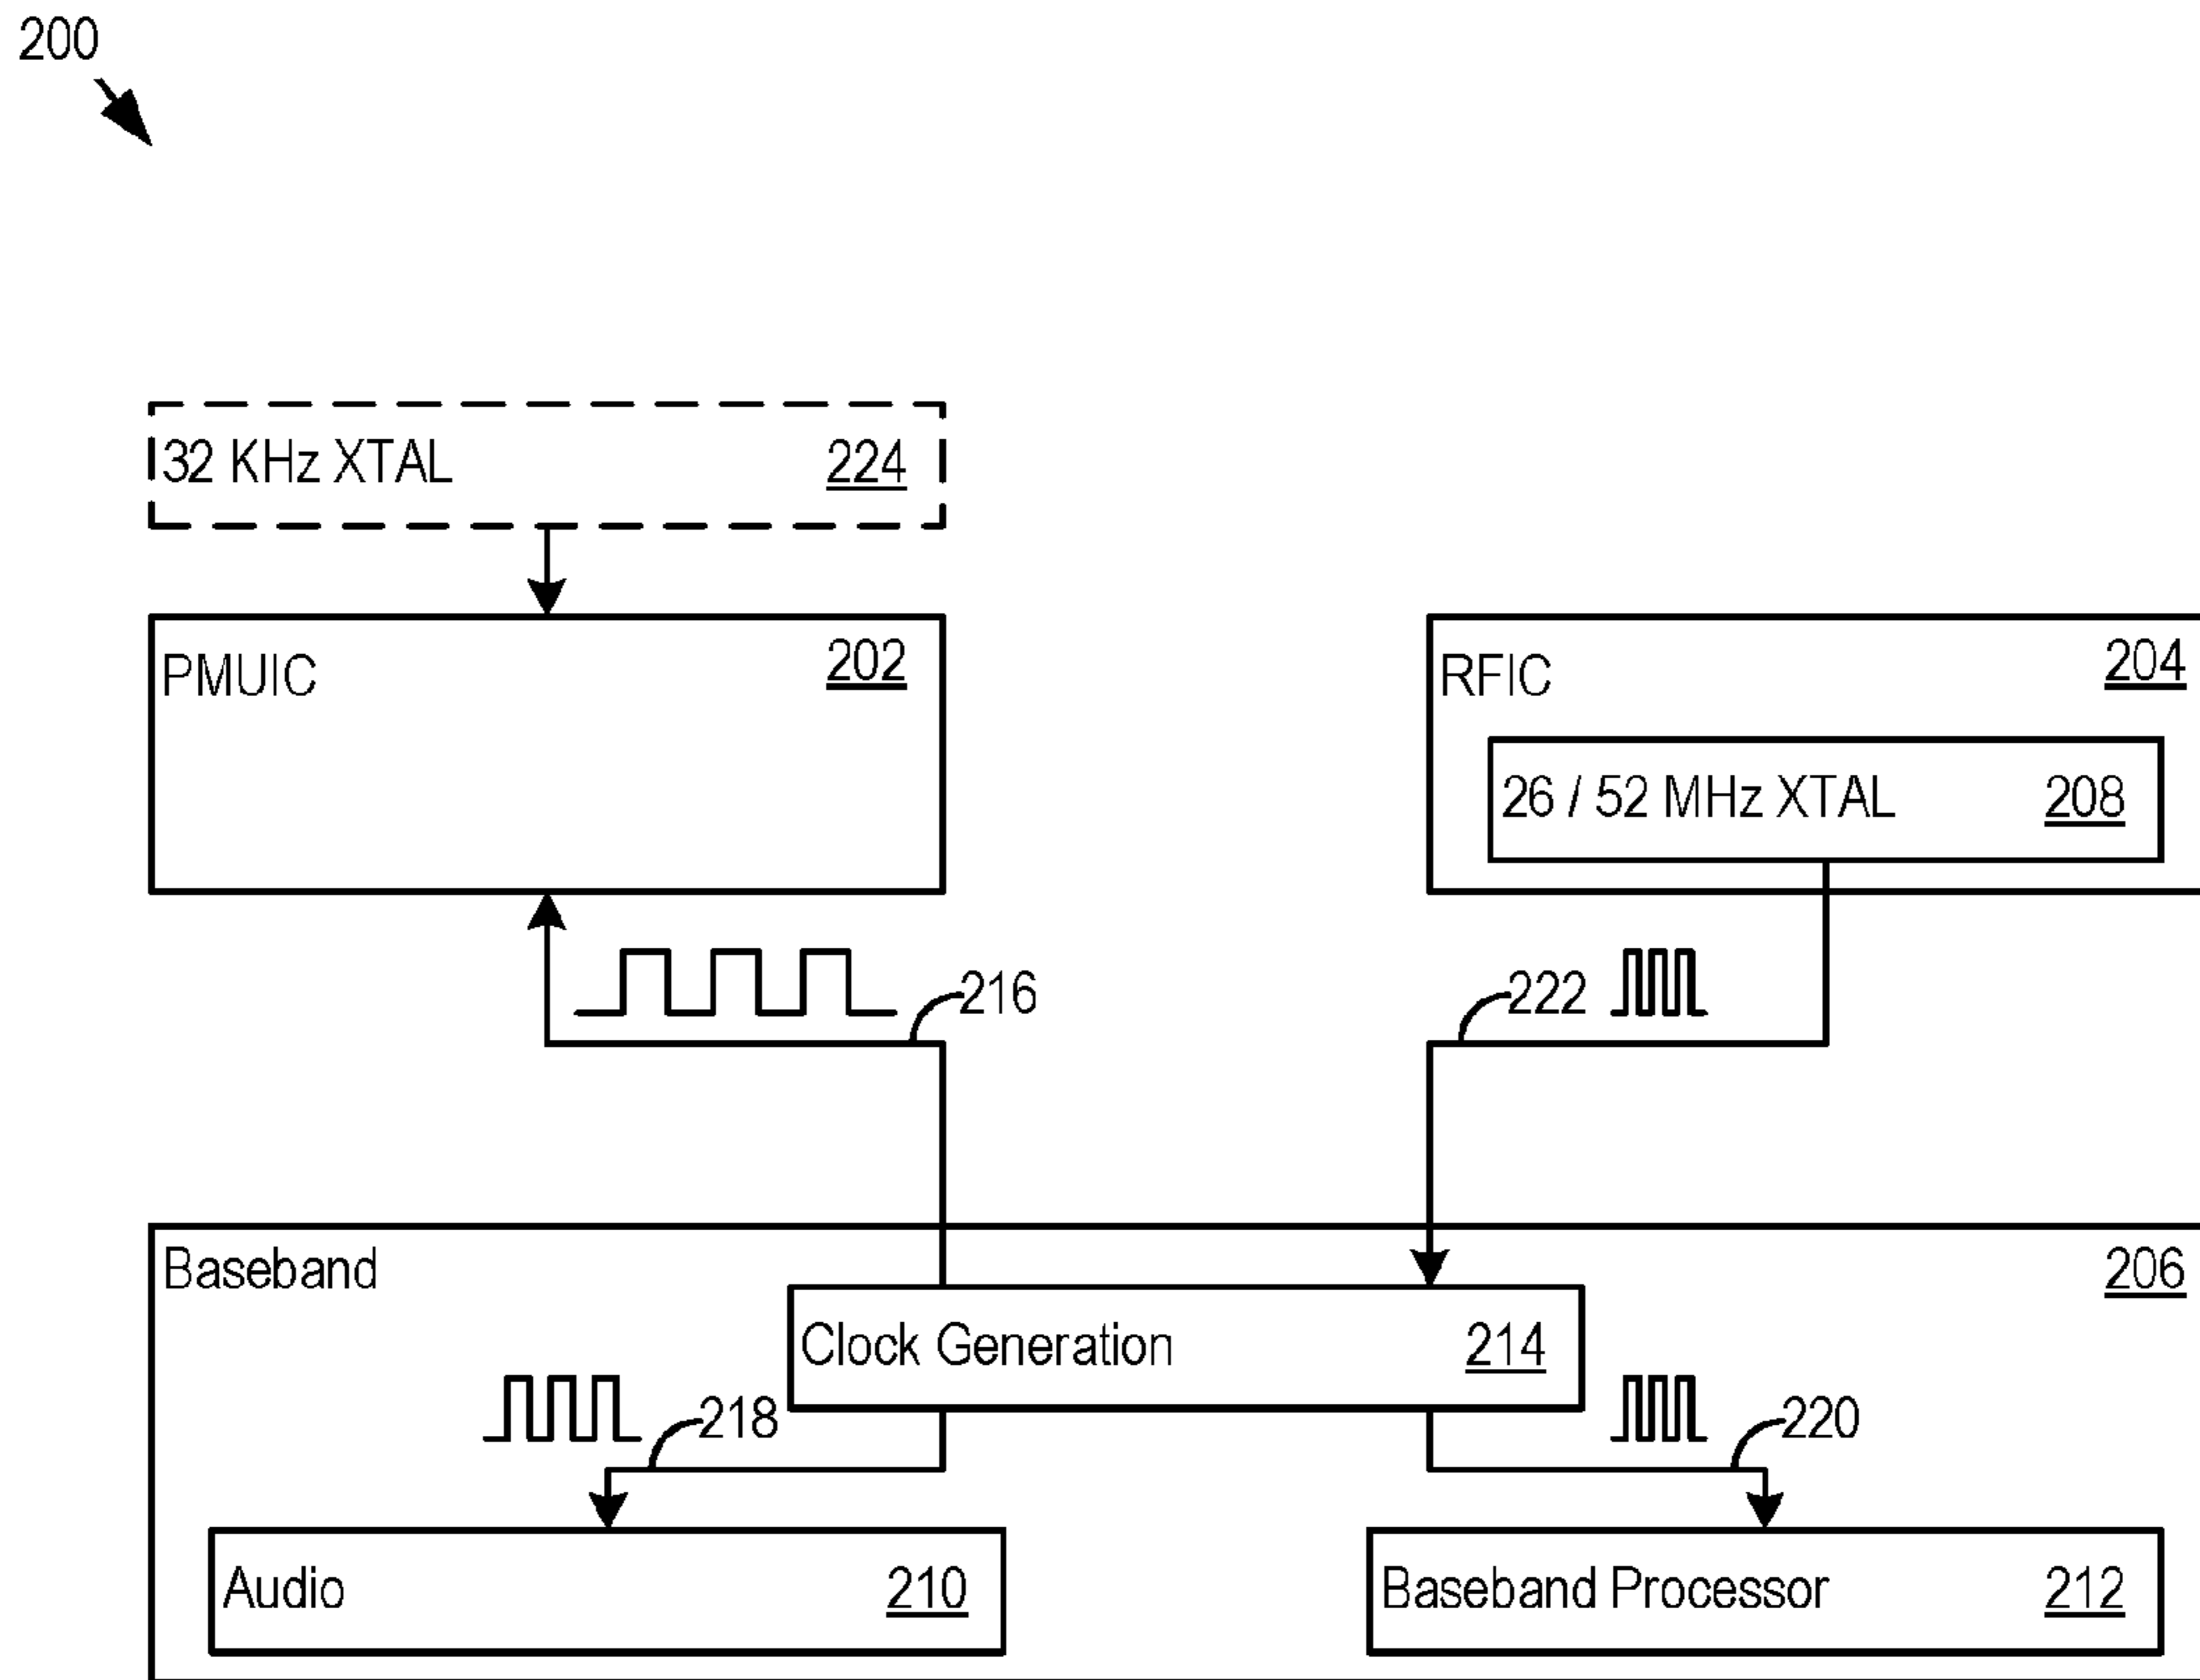 200
32 KHz XTAL 224
PMUIC 202
RFIC 204
26 / 52 MHz XTAL 208
216
222
Baseband 206
Clock Generation 214
218
220
Audio 210
Baseband Processor 212